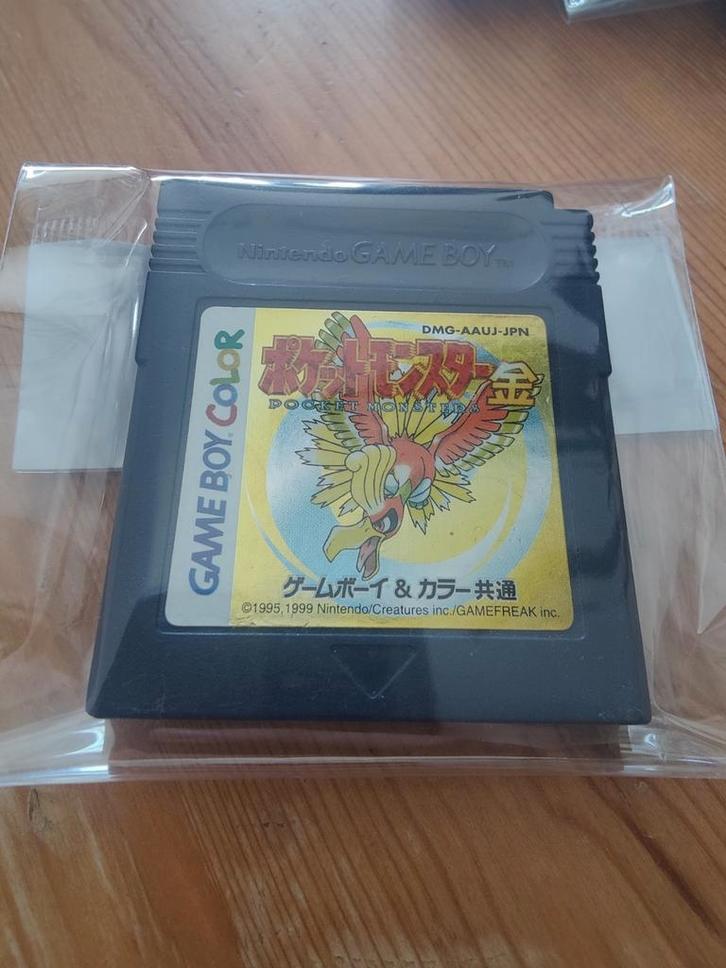 Nintendo GAME BOY™
DMG-AAUJ-JPN
ポケットモンスター金
POCKET MONSTERS
GAME BOY COLOR
ゲームボーイ & カラー共通
©1995,1999 Nintendo/Creatures inc./GAMEFREAK inc.